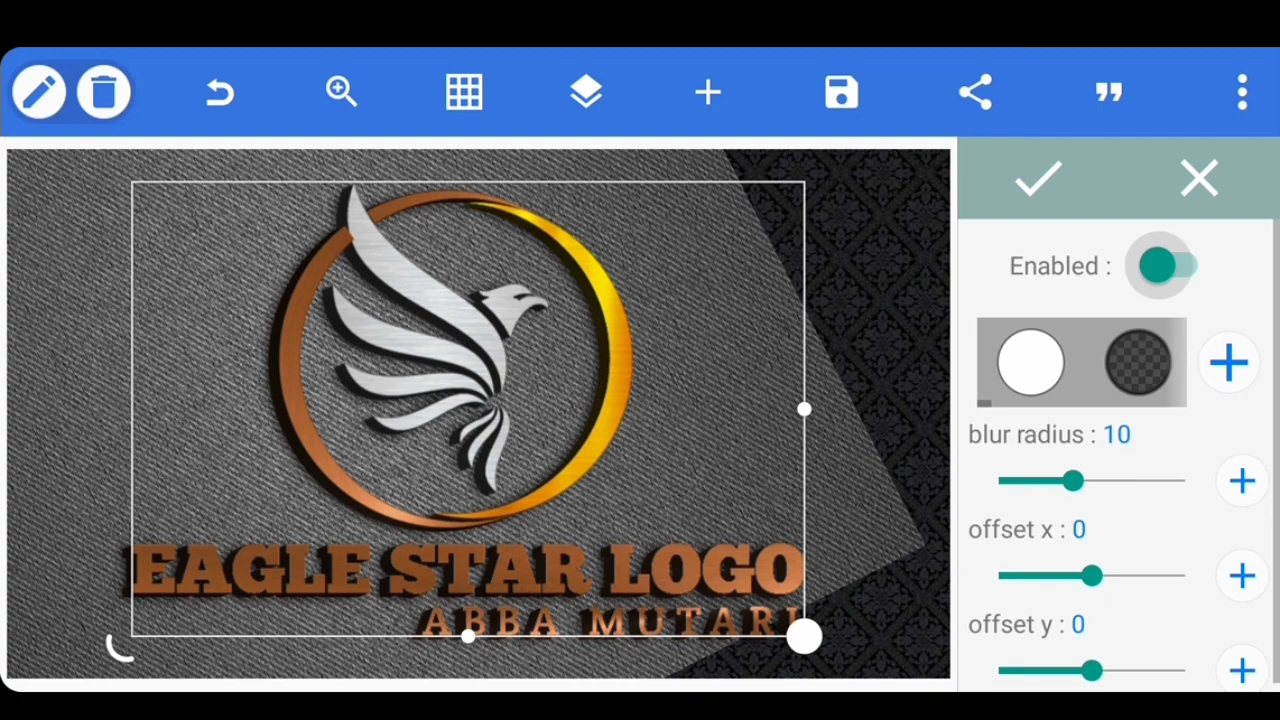 Enabled :
blur radius : 10
offset x : 0
offset y : 0
EAGLE STAR LOGO
ABBA MUTARI